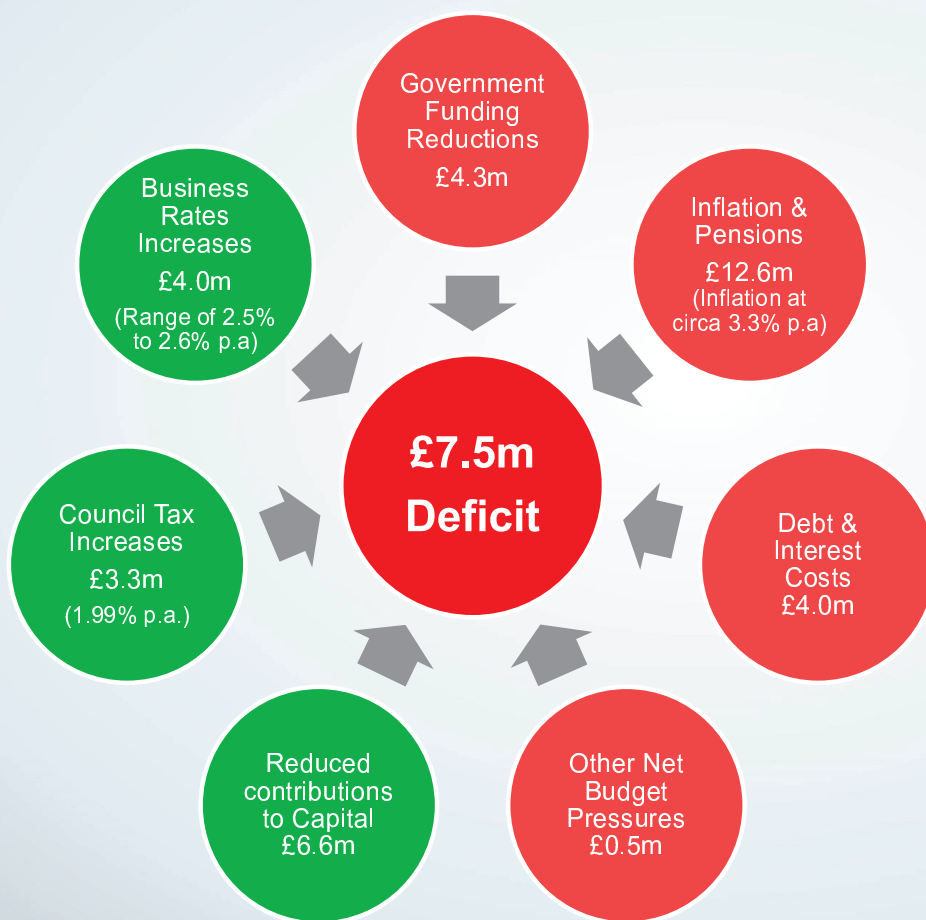 Government
Funding
Reductions
£4.3m
Business
Rates
Increases
£4.0m
(Range of 2.5%
to 2.6% p.a)
Inflation &
Pensions
£12.6m
(Inflation at
circa 3.3% p.a)
£7.5m
Deficit
Council Tax
Increases
£3.3m
(1.99% p.a.)
Debt &
Interest
Costs
£4.0m
Reduced
contributions
to Capital
£6.6m
Other Net
Budget
Pressures
£0.5m